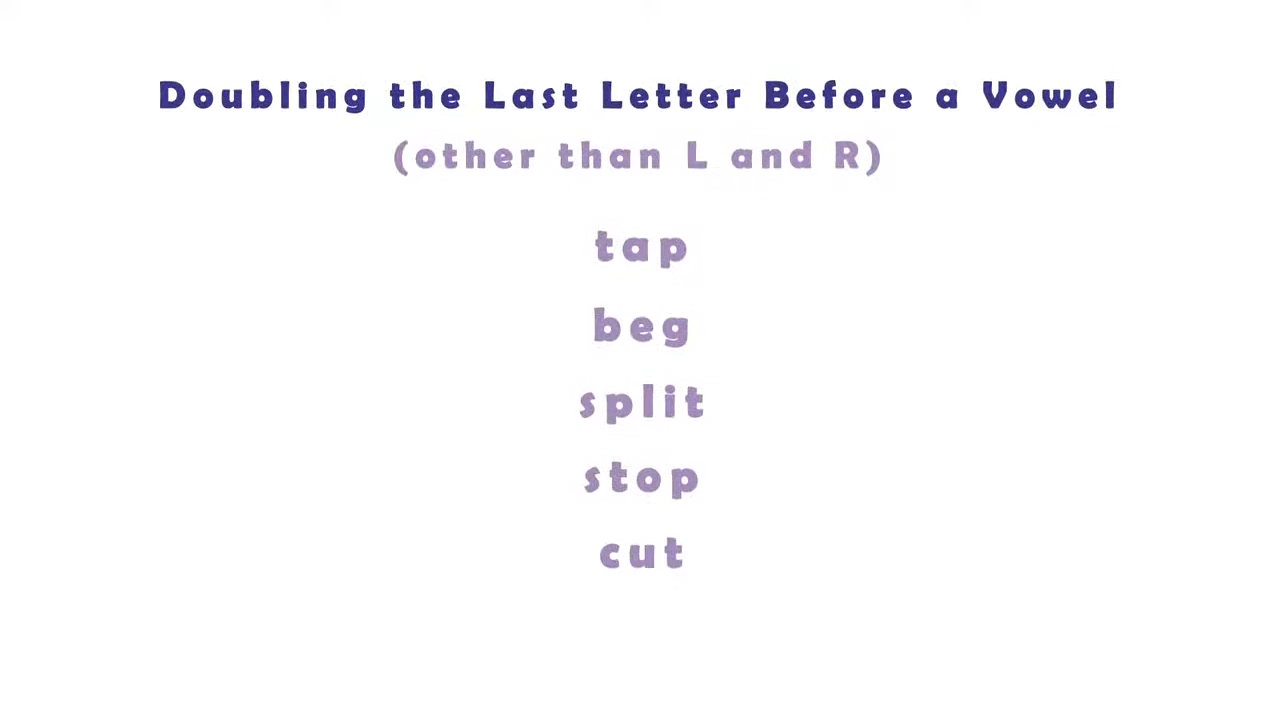 Doubling the Last Letter Before a Vowel
(other than L and R)
tap
beg
split
stop
cut